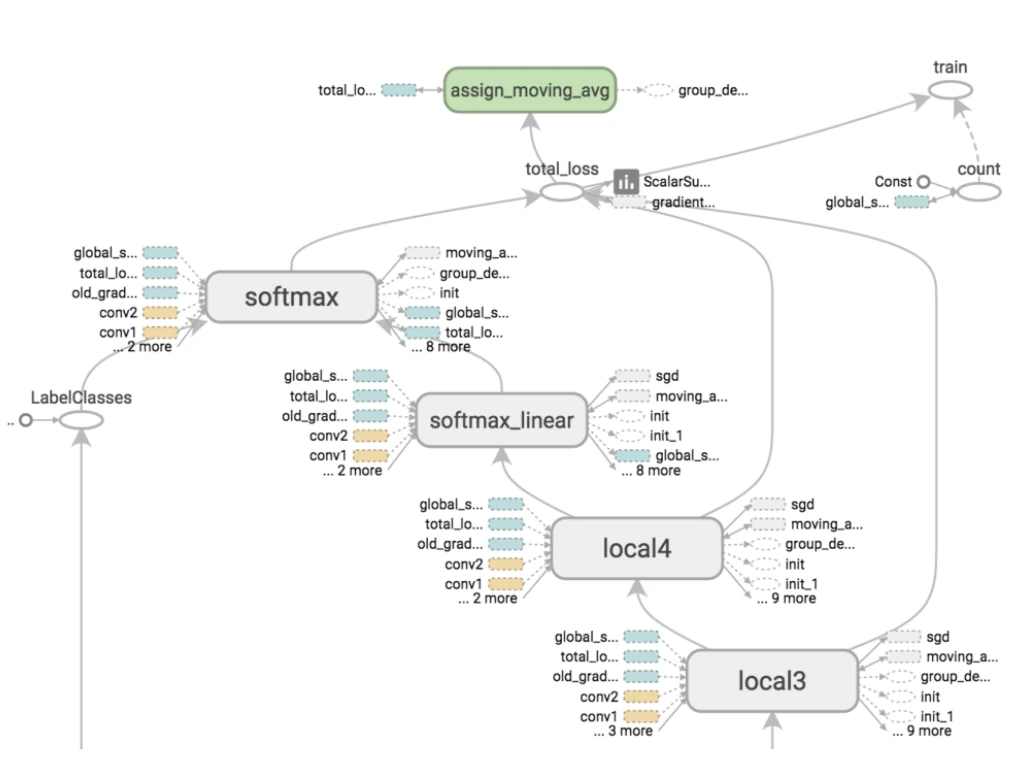 train
total_lo... assign_moving_avg group_de...
total_loss
ScalarSu...
gradient...
count
Const
global_s...
global_s...
total_lo...
old_grad...
conv2
conv1
... 2 more
softmax
moving_a...
group_de...
init
global_s...
total_lo...
... 8 more
LabelClasses
..
global_s...
total_lo...
old_grad...
conv2
conv1
... 2 more
softmax_linear
sgd
moving_a...
init
init_1
global_s...
... 8 more
global_s...
total_lo...
old_grad...
conv2
conv1
... 2 more
local4
sgd
moving_a...
group_de...
init
init_1
... 9 more
global_s...
total_lo...
old_grad...
conv2
conv1
... 3 more
local3
sgd
moving_a...
group_de...
init
init_1
... 9 more